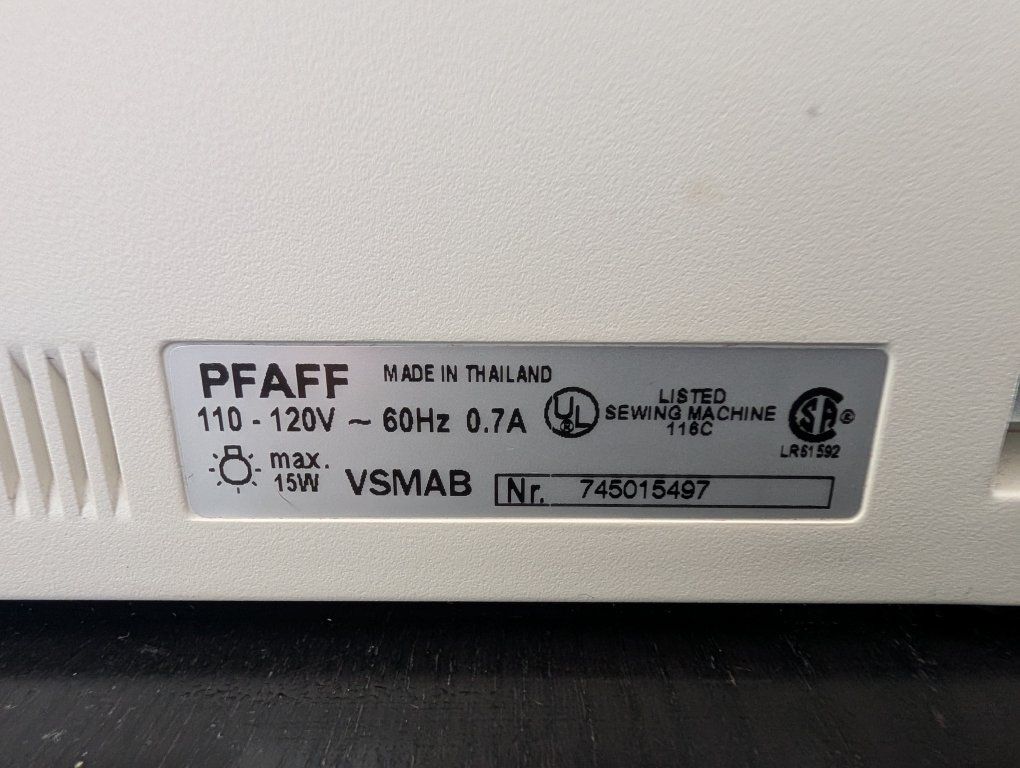 PFAFF MADE IN THAILAND
110 - 120V ~ 60Hz 0.7A
UL ®
LISTED
SEWING MACHINE
116C
SA ®
LR61592
max.
15W
VSMAB
Nr. 745015497